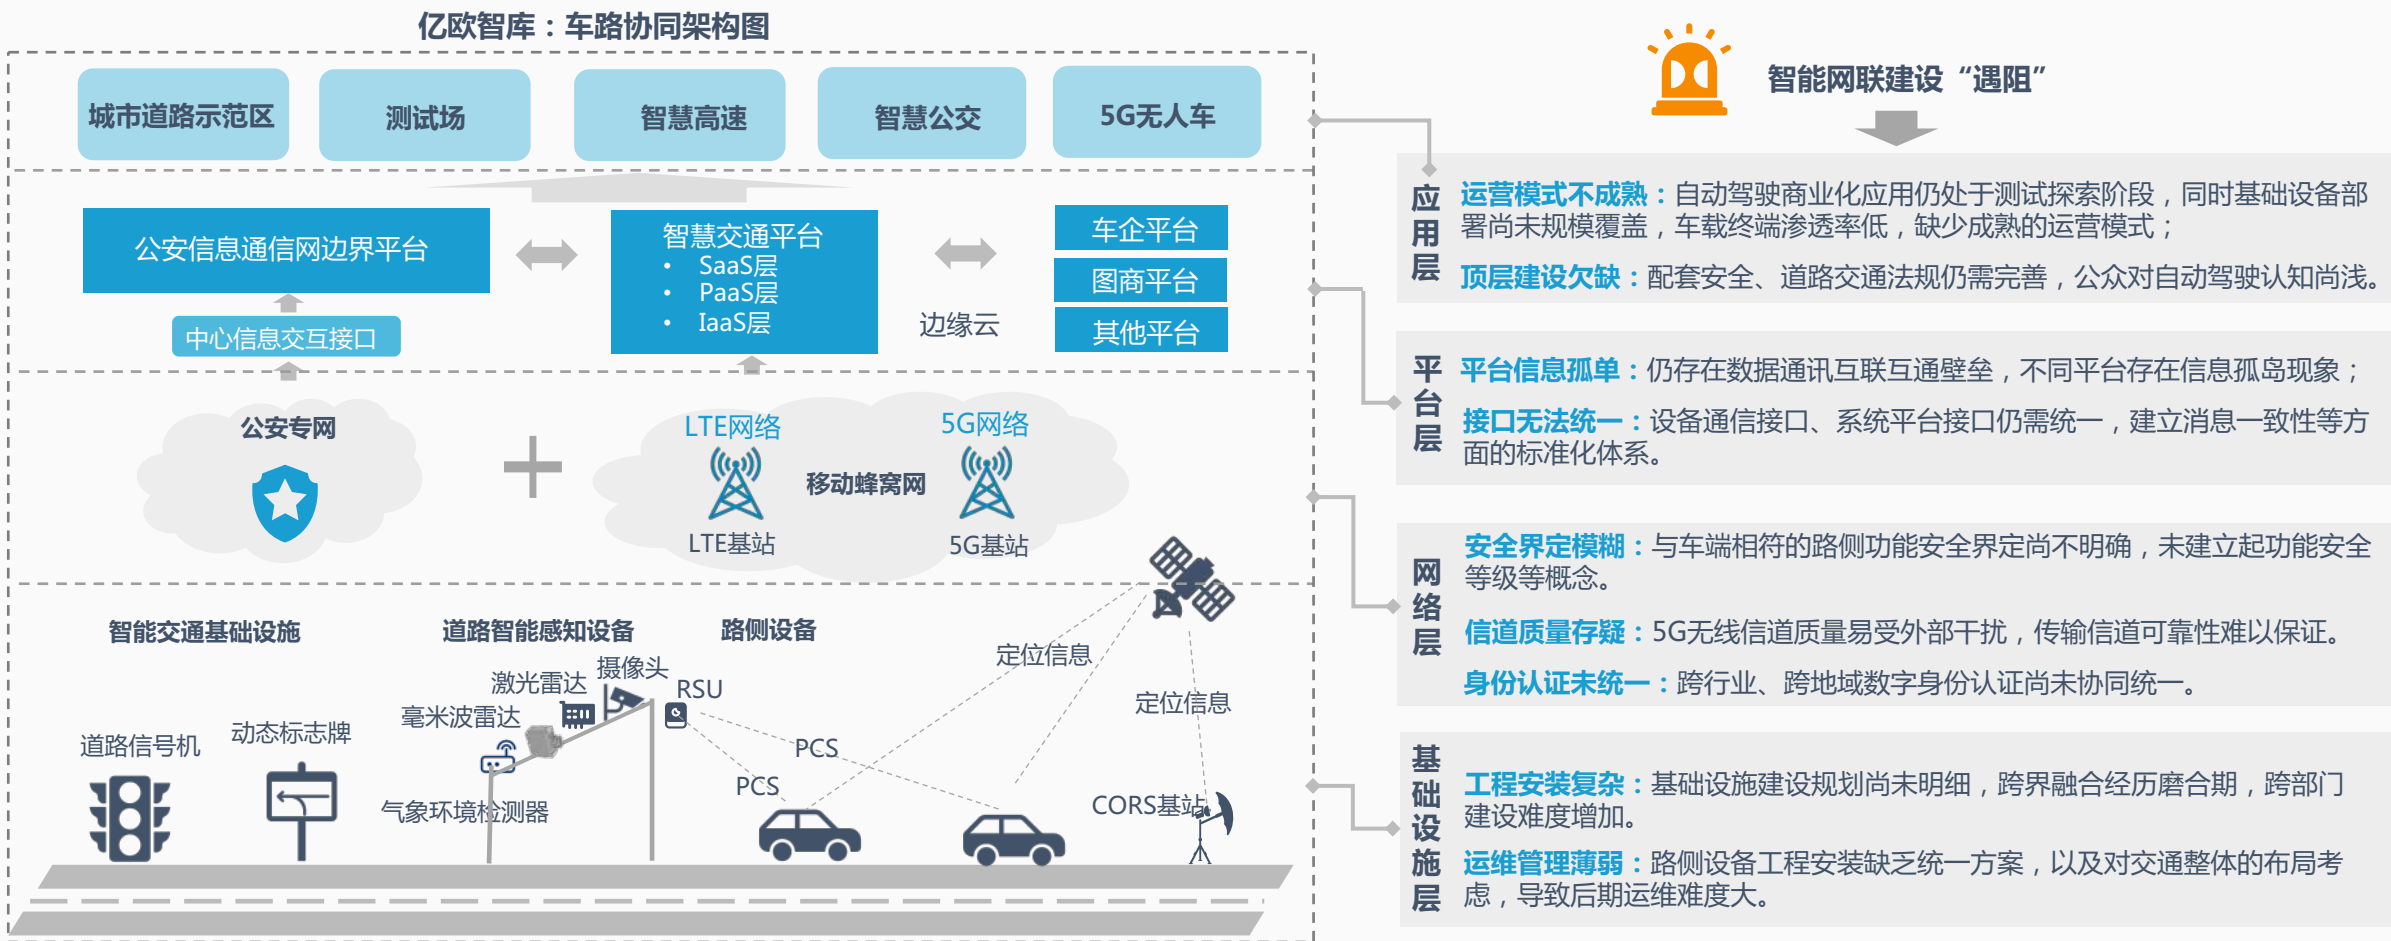 亿欧智库：车路协同架构图
城市道路示范区
测试场
智慧高速
智慧公交
5G无人车
公安信息通信网边界平台
中心信息交互接口
智慧交通平台
• SaaS层
• PaaS层
• IaaS层
边缘云
车企平台
图商平台
其他平台
公安专网
LTE网络
5G网络
移动蜂窝网
LTE基站
5G基站
智能交通基础设施
道路智能感知设备
路侧设备
摄像头
激光雷达
RSU
毫米波雷达
动态标志牌
道路信号机
气象环境检测器
PCS
PCS
定位信息
定位信息
CORS基站
智能网联建设“遇阻”
应用层
运营模式不成熟：自动驾驶商业化应用仍处于测试探索阶段，同时基础设备部
署尚未规模覆盖，车载终端渗透率低，缺少成熟的运营模式；
顶层建设欠缺：配套安全、道路交通法规仍需完善，公众对自动驾驶认知尚浅。
平台层
平台信息孤单：仍存在数据通讯互联互通壁垒，不同平台存在信息孤岛现象；
接口无法统一：设备通信接口、系统平台接口仍需统一，建立消息一致性等方
面的标准化体系。
网络层
安全界定模糊：与车端相符的路侧功能安全界定尚不明确，未建立起功能安全
等级等概念。
信道质量存疑：5G无线信道质量易受外部干扰，传输信道可靠性难以保证。
身份认证未统一：跨行业、跨地域数字身份认证尚未协同统一。
基础设施层
工程安装复杂：基础设施建设规划尚未明细，跨界融合经历磨合期，跨部门
建设难度增加。
运维管理薄弱：路侧设备工程安装缺乏统一方案，以及对交通整体的布局考
虑，导致后期运维难度大。